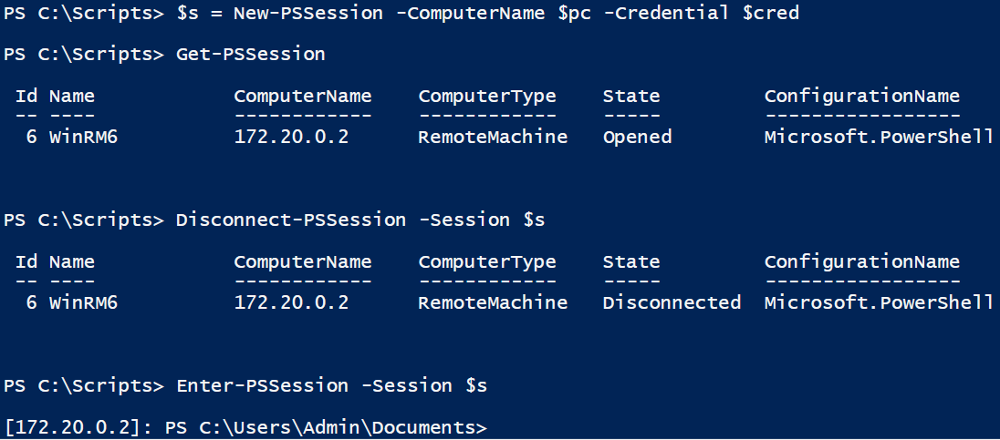 PS C:\Scripts> $s = New-PSSession -ComputerName $pc -Credential $cred
PS C:\Scripts> Get-PSSession
Id Name ComputerName ComputerType State ConfigurationName
-- ---- ------------ ------------ ----- -----------------
6 WinRM6 172.20.0.2 RemoteMachine Opened Microsoft.PowerShell
PS C:\Scripts> Disconnect-PSSession -Session $s
Id Name ComputerName ComputerType State ConfigurationName
-- ---- ------------ ------------ ----- -----------------
6 WinRM6 172.20.0.2 RemoteMachine Disconnected Microsoft.PowerShell
PS C:\Scripts> Enter-PSSession -Session $s
[172.20.0.2]: PS C:\Users\Admin\Documents>